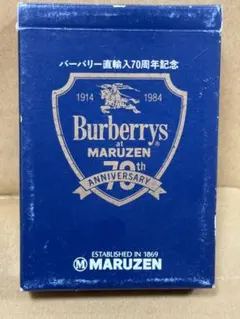 バーバリー直輸入70周年記念
1914 1984
Burberrys®
at
MARUZEN
70th
ANNIVERSARY
ESTABLISHED IN 1869
M MARUZEN